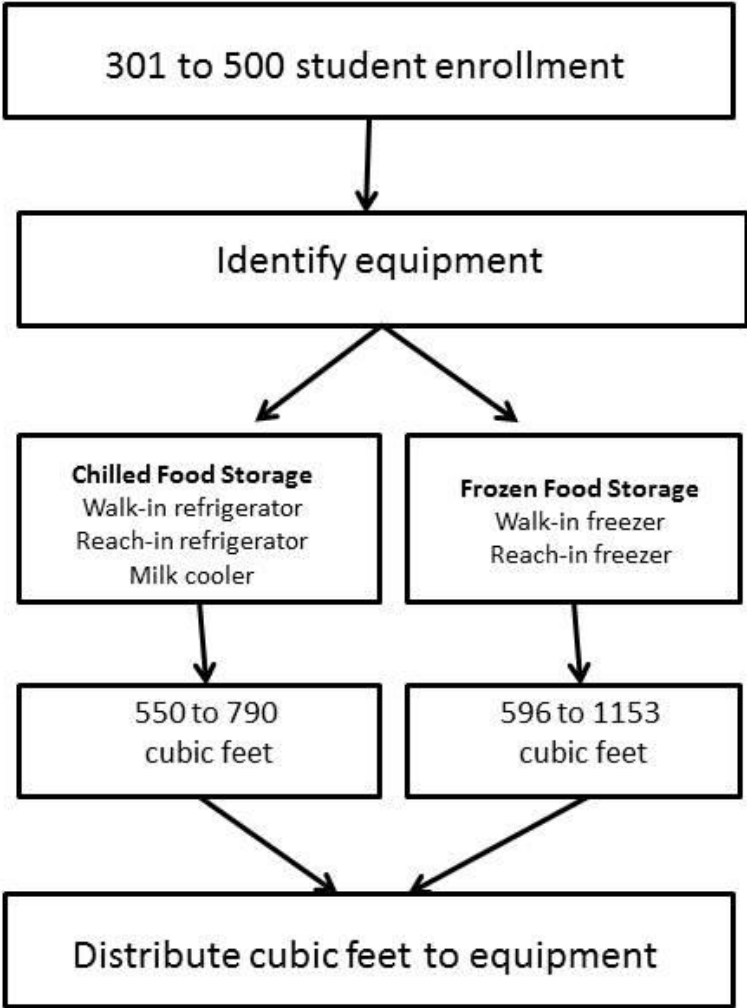 301 to 500 student enrollment
Identify equipment
Chilled Food Storage
Walk-in refrigerator
Reach-in refrigerator
Milk cooler
Frozen Food Storage
Walk-in freezer
Reach-in freezer
550 to 790
cubic feet
596 to 1153
cubic feet
Distribute cubic feet to equipment